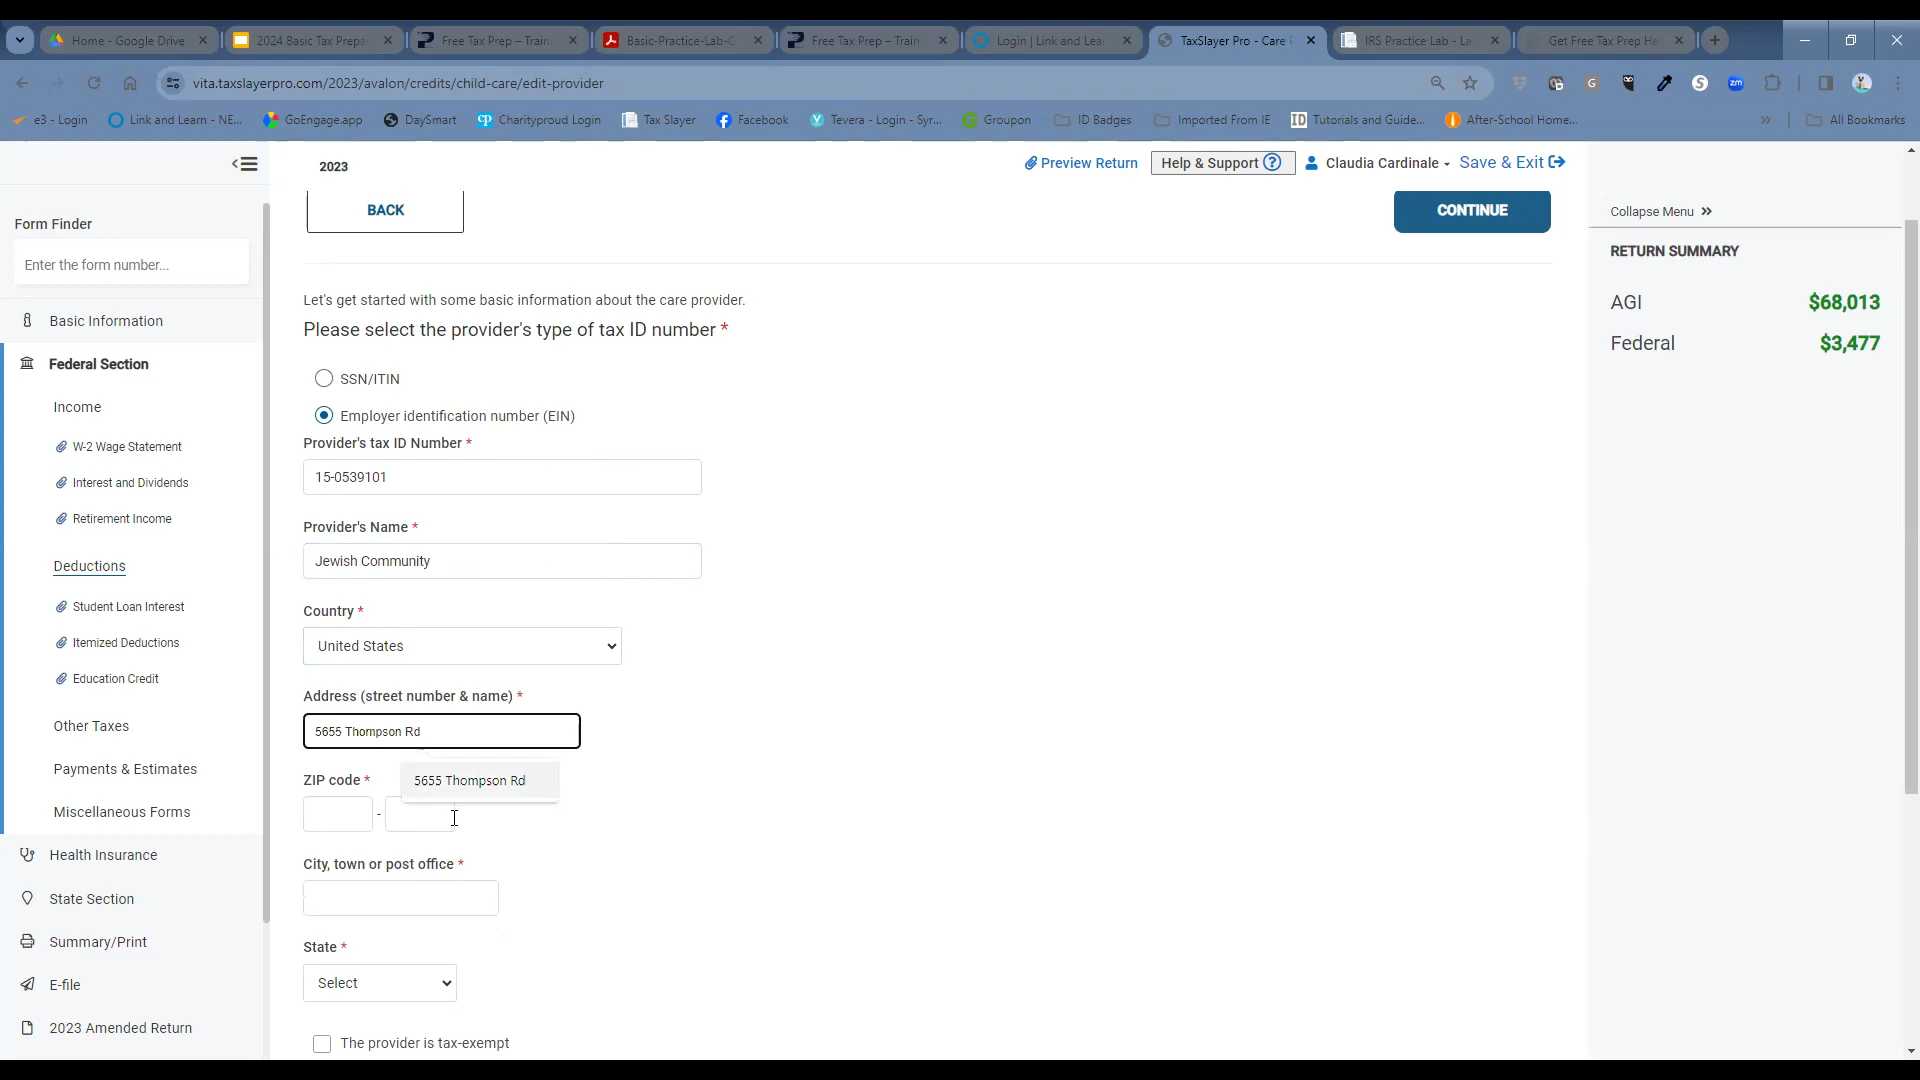 Home - Google Drive
2024 Basic Tax Prepa
Free Tax Prep – Train
Basic-Practice-Lab-C
Free Tax Prep – Train
Login | Link and Lea
TaxSlayer Pro - Care P
IRS Practice Lab - La
Get Free Tax Prep He
vita.taxslayerpro.com/2023/avalon/credits/child-care/edit-provider
e3 - Login
Link and Learn - NE...
GoEngage.app
DaySmart
Charityproud Login
Tax Slayer
Facebook
Tevera - Login - Syr...
Groupon
ID Badges
Imported From IE
Tutorials and Guide...
After-School Home...
All Bookmarks
2023
Preview Return
Help & Support ?
Claudia Cardinale
Save & Exit
BACK
CONTINUE
Collapse Menu
Form Finder
Enter the form number...
Basic Information
Federal Section
Income
W-2 Wage Statement
Interest and Dividends
Retirement Income
Deductions
Student Loan Interest
Itemized Deductions
Education Credit
Other Taxes
Payments & Estimates
Miscellaneous Forms
Health Insurance
State Section
Summary/Print
E-file
2023 Amended Return
Let's get started with some basic information about the care provider.
Please select the provider's type of tax ID number *
SSN/ITIN
Employer identification number (EIN)
Provider's tax ID Number *
15-0539101
Provider's Name *
Jewish Community
Country *
United States
Address (street number & name) *
5655 Thompson Rd
5655 Thompson Rd
ZIP code *
-
City, town or post office *
State *
Select
The provider is tax-exempt
RETURN SUMMARY
AGI $68,013
Federal $3,477